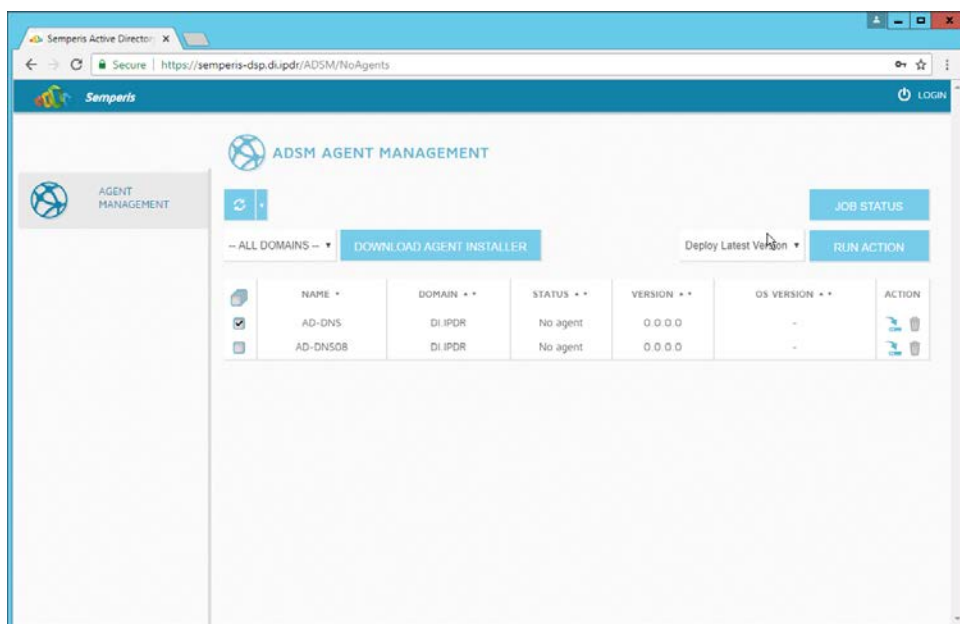 Semperis Active Director
Secure | https://semperis-dsp.di.ipdr/ADSM/NoAgents
Semperis
LOGIN
ADSM AGENT MANAGEMENT
AGENT
MANAGEMENT
JOB STATUS
-- ALL DOMAINS --
DOWNLOAD AGENT INSTALLER
Deploy Latest Version
RUN ACTION
NAME DOMAIN STATUS VERSION OS VERSION ACTION
AD-DNS DI.IPDR No agent 0.0.0.0 -
AD-DNS08 DI.IPDR No agent 0.0.0.0 -